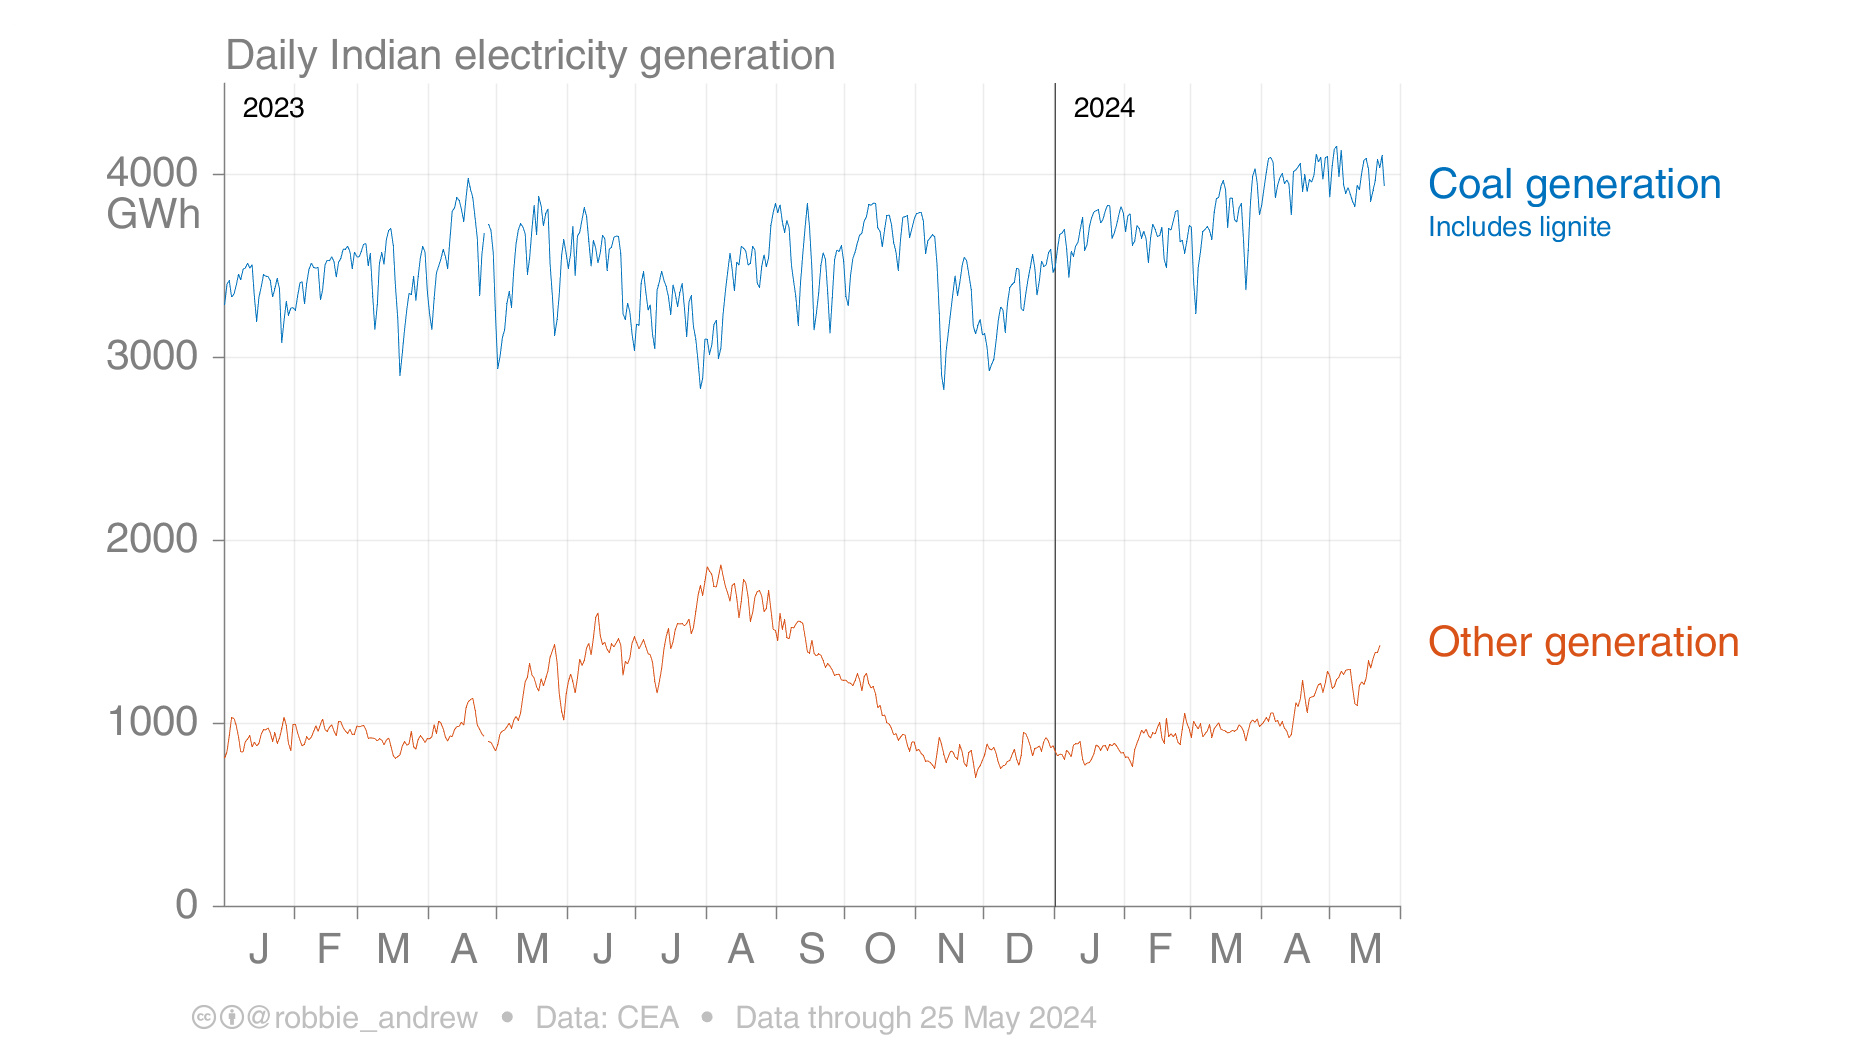 Daily Indian electricity generation
2023
2024
4000
GWh
3000
2000
1000
0
Coal generation
Includes lignite
Other generation
J F M A M J J A S O N D J F M A M
cc @robbie_andrew • Data: CEA • Data through 25 May 2024